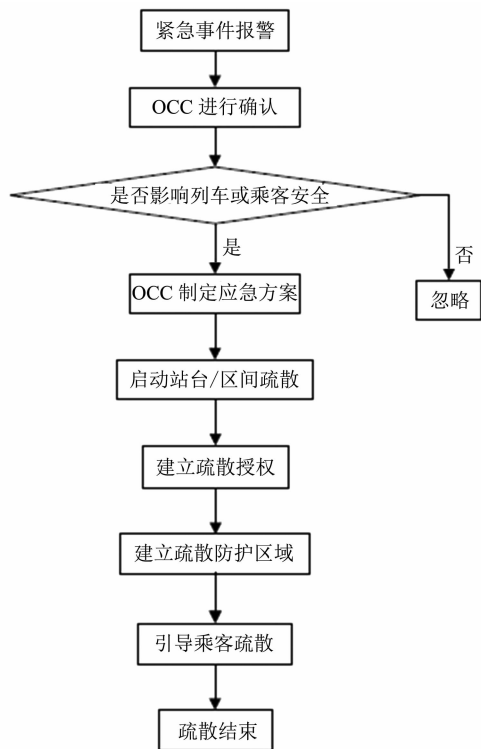 紧急事件报警
OCC 进行确认
是否影响列车或乘客安全
是
否
OCC 制定应急方案
忽略
启动站台/区间疏散
建立疏散授权
建立疏散防护区域
引导乘客疏散
疏散结束